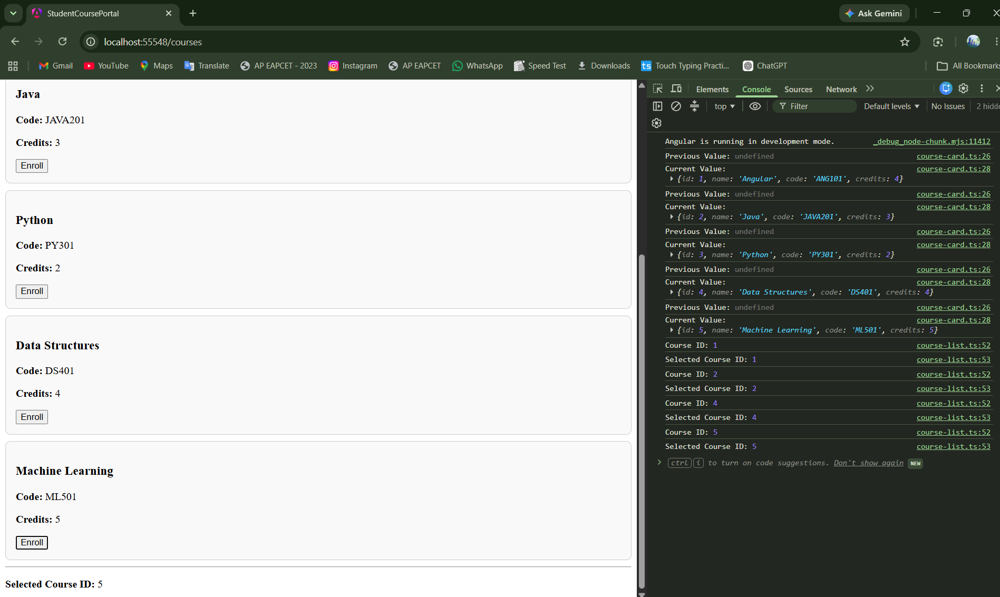 StudentCoursePortal
Ask Gemini
localhost:55548/courses
Gmail YouTube Maps Translate AP EAPCET - 2023 Instagram AP EAPCET WhatsApp Speed Test Downloads Touch Typing Practi... ChatGPT All Bookmarks
Java
Code: JAVA201
Credits: 3
Enroll
Python
Code: PY301
Credits: 2
Enroll
Data Structures
Code: DS401
Credits: 4
Enroll
Machine Learning
Code: ML501
Credits: 5
Enroll
Selected Course ID: 5
Elements Console Sources Network
top Filter Default levels No Issues 2 hidde
Angular is running in development mode. _debug_node-chunk.mjs:11412
Previous Value: undefined course-card.ts:26
Current Value: course-card.ts:28
{id: 1, name: 'Angular', code: 'ANG101', credits: 4}
Previous Value: undefined course-card.ts:26
Current Value: course-card.ts:28
{id: 2, name: 'Java', code: 'JAVA201', credits: 3}
Previous Value: undefined course-card.ts:26
Current Value: course-card.ts:28
{id: 3, name: 'Python', code: 'PY301', credits: 2}
Previous Value: undefined course-card.ts:26
Current Value: course-card.ts:28
{id: 4, name: 'Data Structures', code: 'DS401', credits: 4}
Previous Value: undefined course-card.ts:26
Current Value: course-card.ts:28
{id: 5, name: 'Machine Learning', code: 'ML501', credits: 5}
Course ID: 1 course-list.ts:52
Selected Course ID: 1 course-list.ts:53
Course ID: 2 course-list.ts:52
Selected Course ID: 2 course-list.ts:53
Course ID: 4 course-list.ts:52
Selected Course ID: 4 course-list.ts:53
Course ID: 5 course-list.ts:52
Selected Course ID: 5 course-list.ts:53
ctrl i to turn on code suggestions. Don't show again NEW